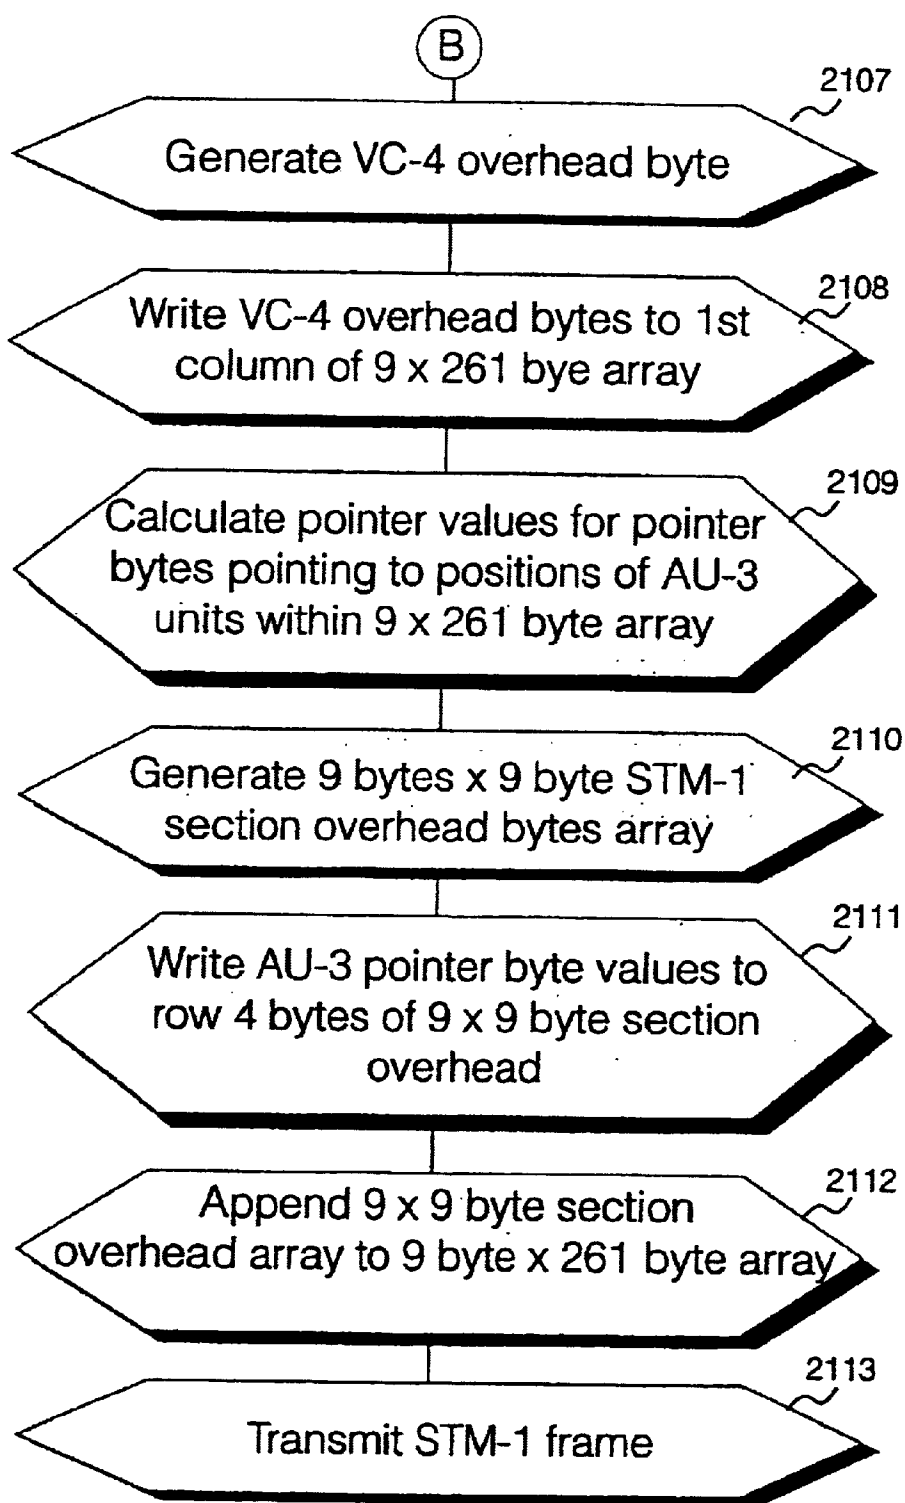 B
2107
Generate VC-4 overhead byte
2108
Write VC-4 overhead bytes to 1st
column of 9 x 261 bye array
2109
Calculate pointer values for pointer
bytes pointing to positions of AU-3
units within 9 x 261 byte array
2110
Generate 9 bytes x 9 byte STM-1
section overhead bytes array
2111
Write AU-3 pointer byte values to
row 4 bytes of 9 x 9 byte section
overhead
2112
Append 9 x 9 byte section
overhead array to 9 byte x 261 byte array
2113
Transmit STM-1 frame